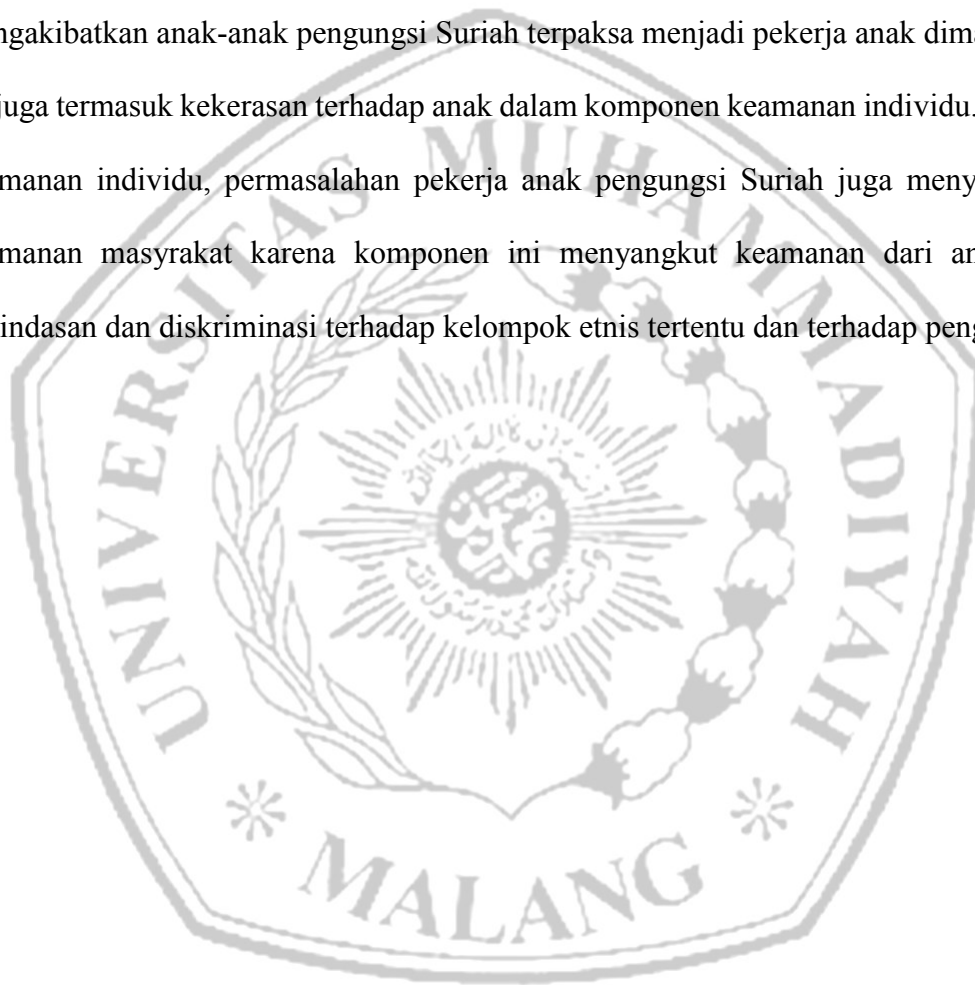 ngakibatkan anak-anak pengungsi Suriah terpaksa menjadi pekerja anak dima
juga termasuk kekerasan terhadap anak dalam komponen keamanan individu.
manan individu, permasalahan pekerja anak pengungsi Suriah juga meny
manan masyrakat karena komponen ini menyangkut keamanan dari an
indasan dan diskriminasi terhadap kelompok etnis tertentu dan terhadap peng
UNIVERSITAS MUHAMMADIYAH
MALANG